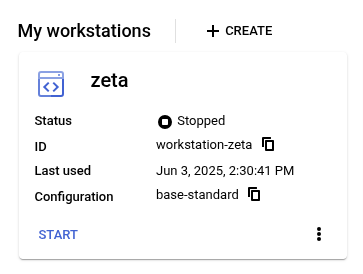 My workstations + CREATE
zeta
Status Stopped
ID workstation-zeta
Last used Jun 3, 2025, 2:30:41 PM
Configuration base-standard
START